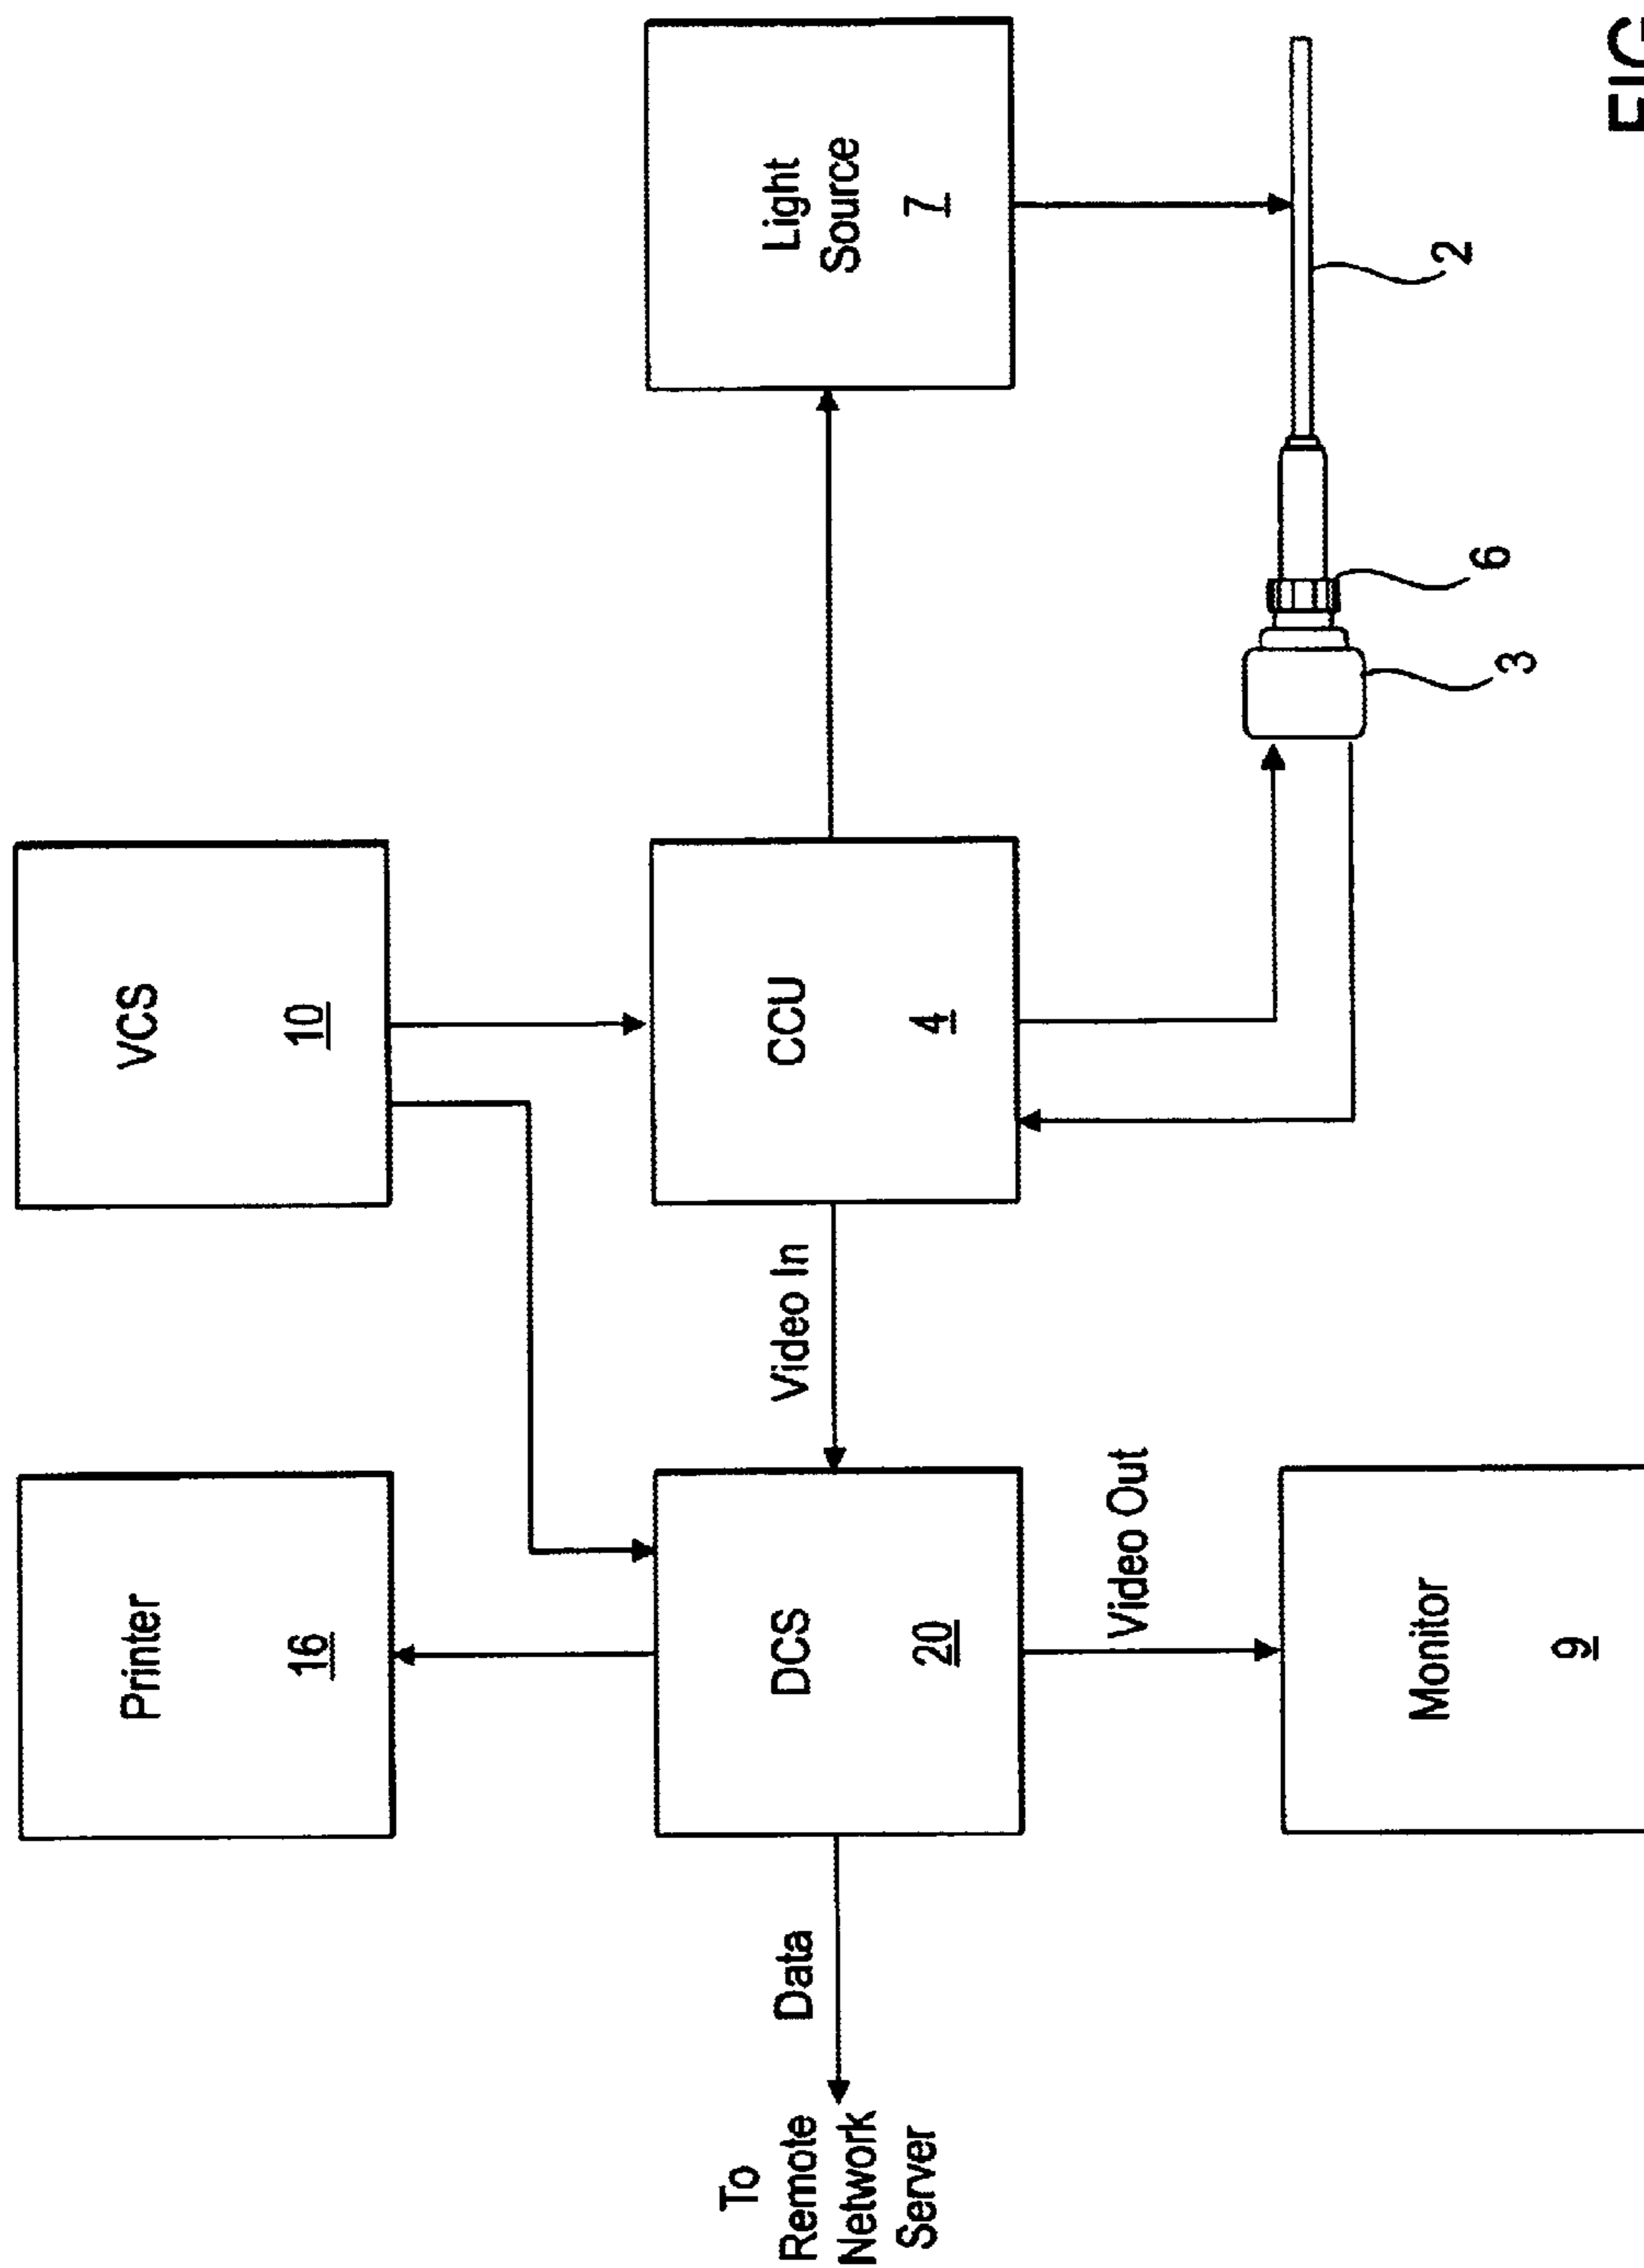 Printer
16
VCS
10
To
Remote
Network
Server
Data
DCS
20
Video In
CCU
4
Light
Source
7
Video Out
Monitor
9
2
6
3
FIG